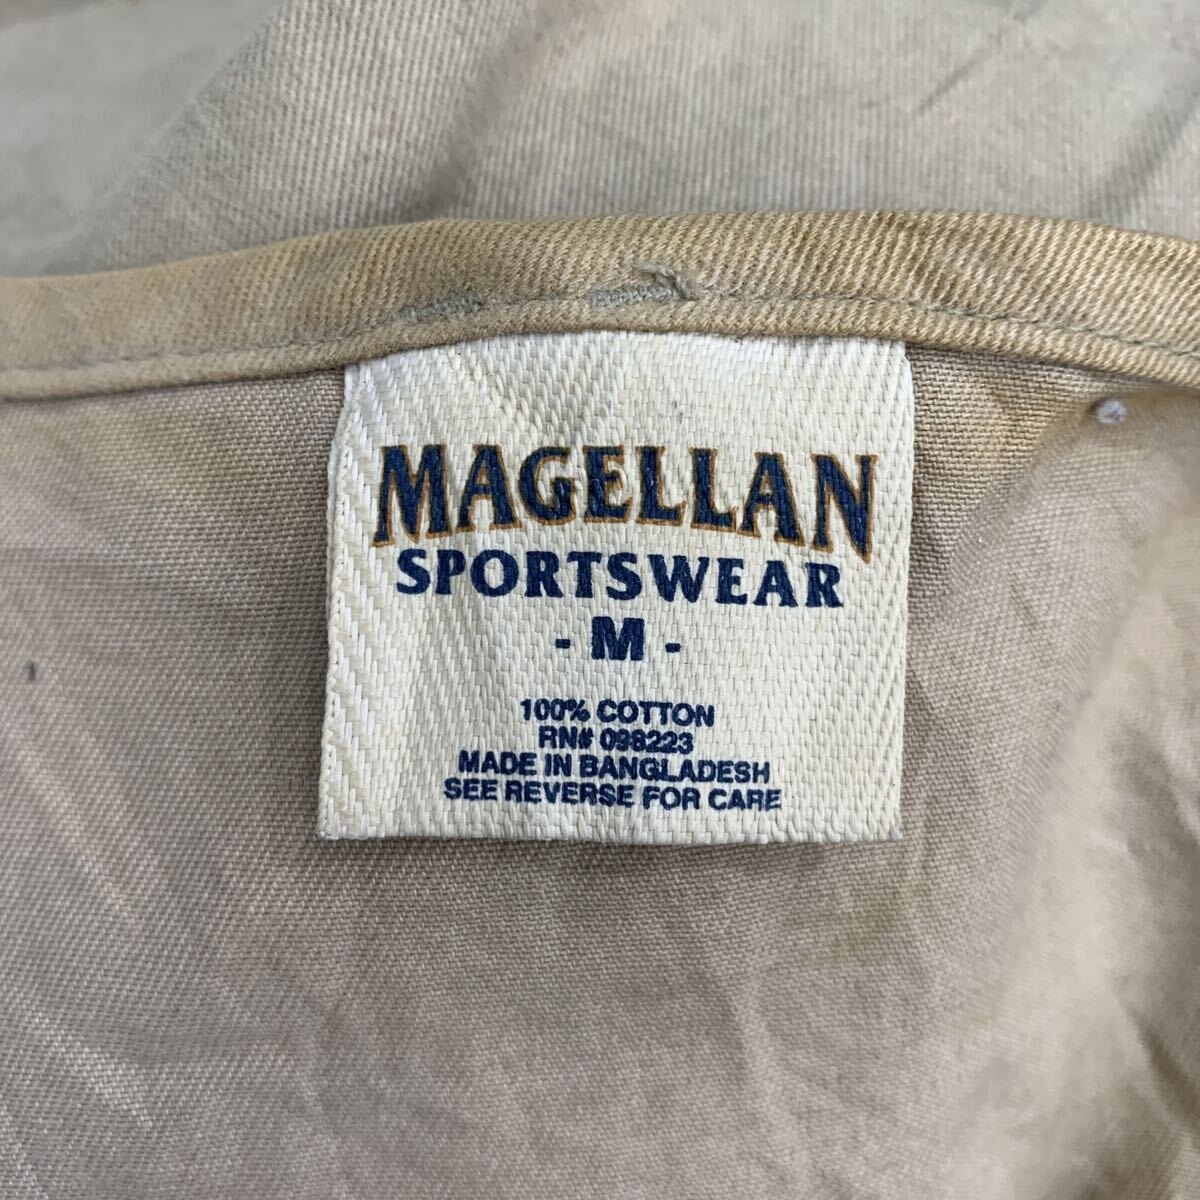 MAGELLAN
SPORTSWEAR
- M -
100% COTTON
RN# 098223
MADE IN BANGLADESH
SEE REVERSE FOR CARE